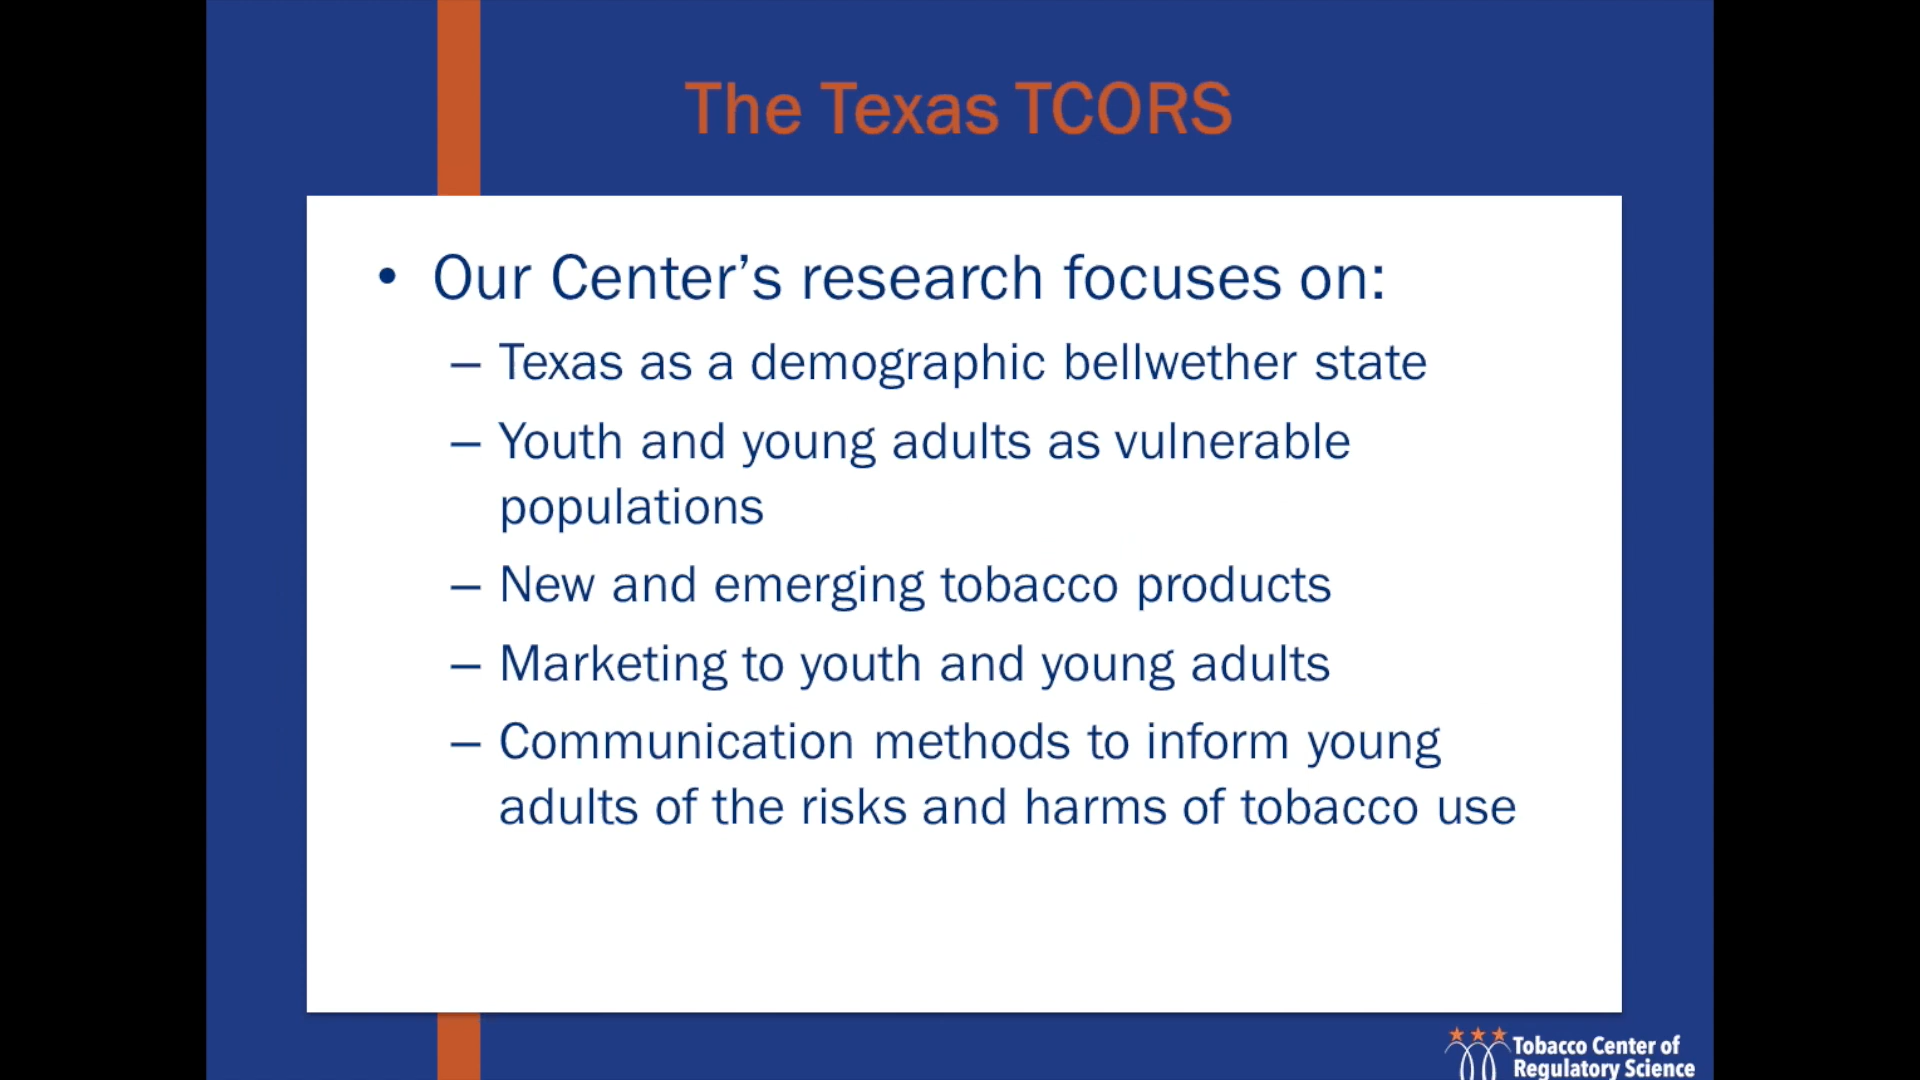 The Texas TCORS
• Our Center’s research focuses on:
– Texas as a demographic bellwether state
– Youth and young adults as vulnerable
populations
– New and emerging tobacco products
– Marketing to youth and young adults
– Communication methods to inform young
adults of the risks and harms of tobacco use
Tobacco Center of
Regulatory Science